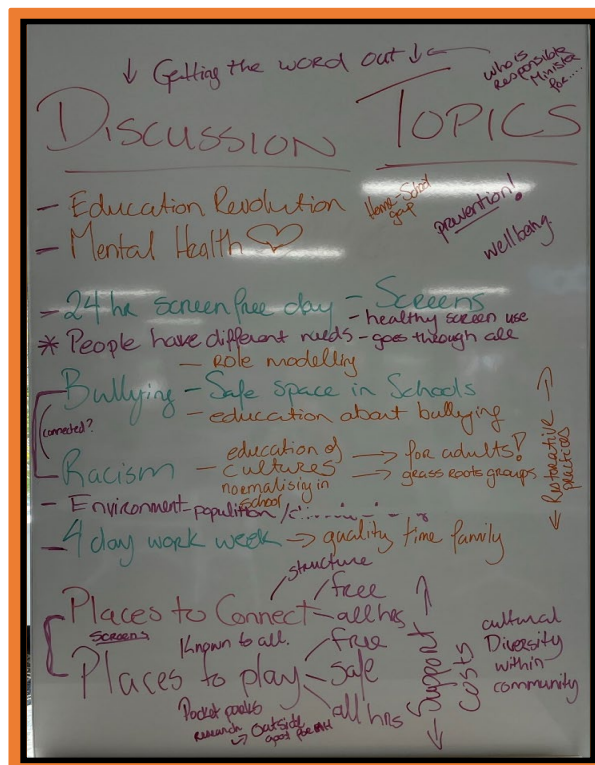 ↓ Getting the word out ↓ ←
who is
Responsible
Minister
for....
DISCUSSION TOPICS
- Education Revolution
Home-School
gap
prevention!
- Mental Health ♡
wellbeing
- 24 hr screen free day - Screens
- healthy screen use
* People have different needs - goes through all
- Role modelling
Bullying - Safe space in Schools
(connected?
- education about bullying
Racism - education of → for adults!
cultures → grass roots groups.
normalising in
school
← Restorative →
practices
- Environment-population /
- 4 day work week → quality time family
Places to Connect - structure
free
all hrs
Screens
Known to all.
Places to play - free
safe
all hrs
← Support →
costs
cultural
Diversity
within
community
Pocket parks
research → Outside
good for MH